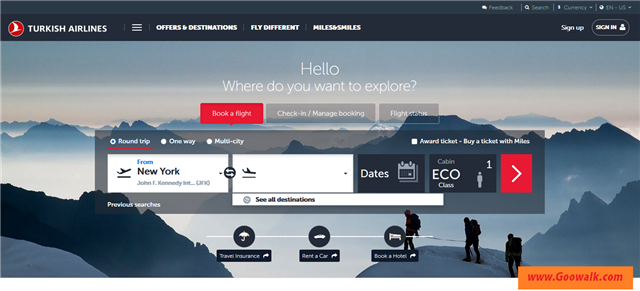 Feedback
Search
Currency
EN - US
TURKISH AIRLINES
OFFERS & DESTINATIONS
FLY DIFFERENT
MILES&SMILES
Sign up
SIGN IN
Hello
Where do you want to explore?
Book a flight
Check-in / Manage booking
Flight status
Round trip
One way
Multi-city
Award ticket - Buy a ticket with Miles
From
New York
John F. Kennedy Int... (JFK)
Dates
Cabin
ECO
Class
1
See all destinations
Previous searches
Travel Insurance
Rent a Car
Book a Hotel
www.Goowalk.com